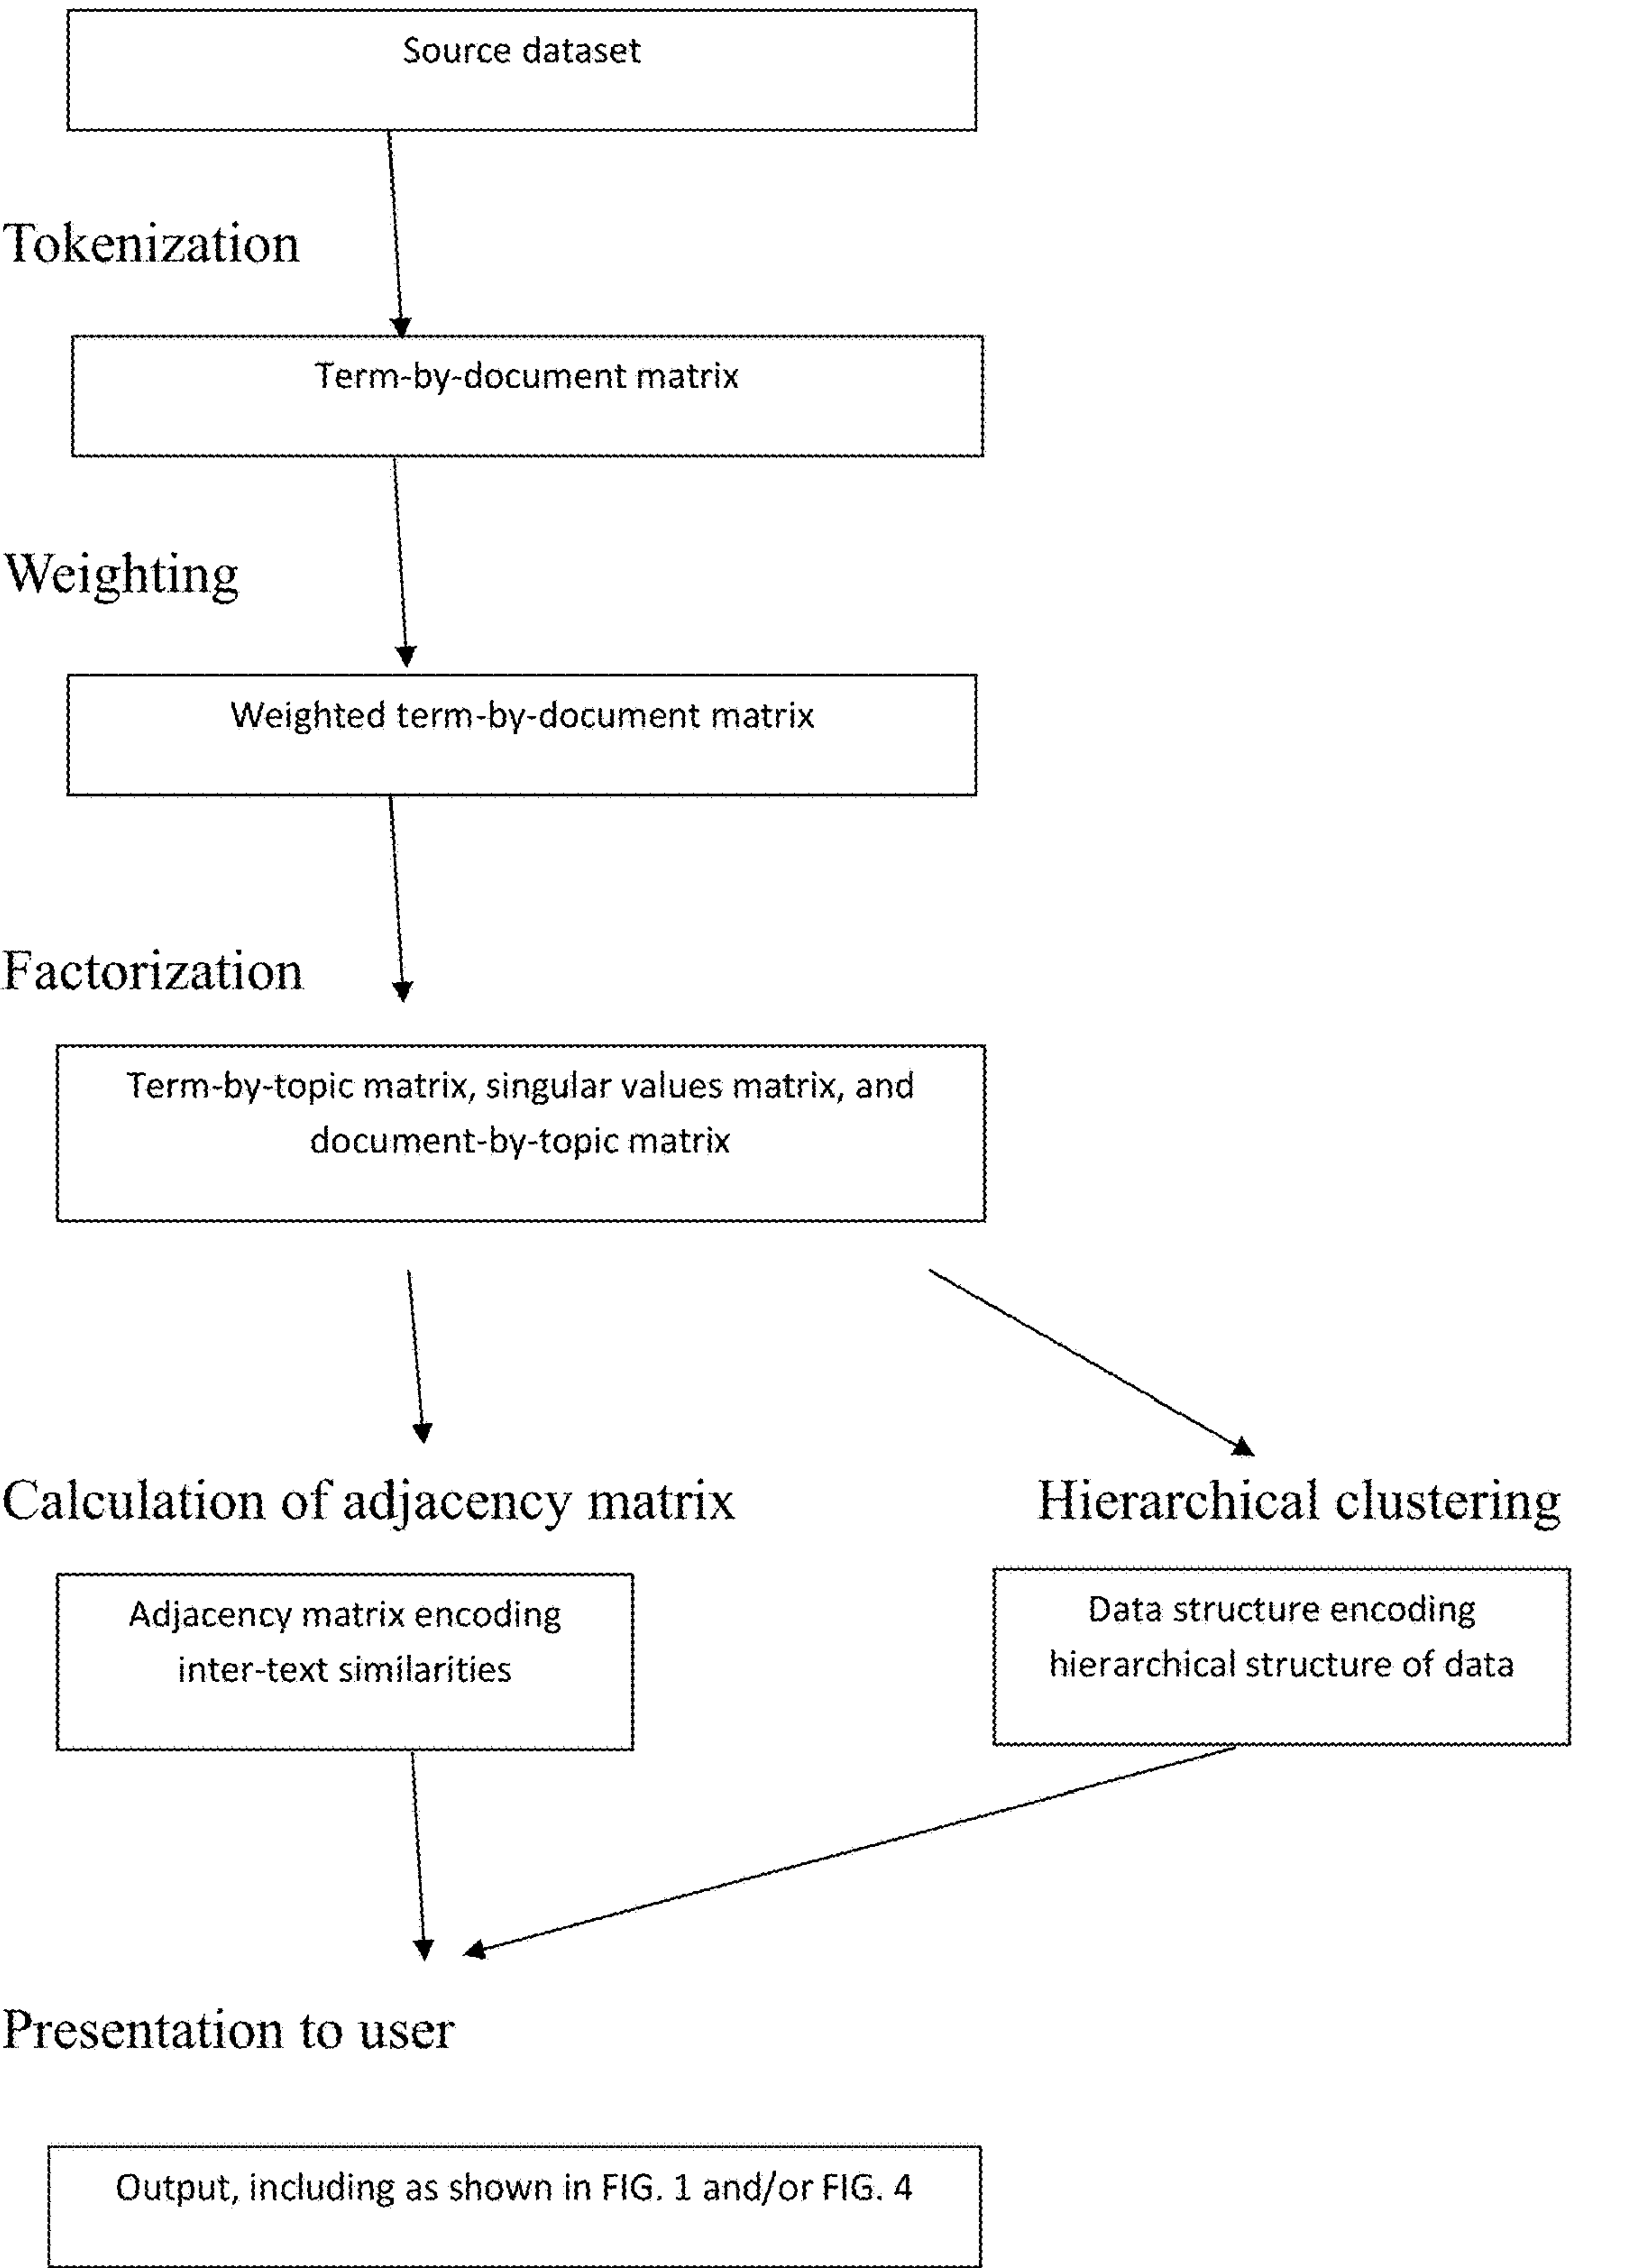 Source dataset
Tokenization
Term-by-document matrix
Weighting
Weighted term-by-document matrix
Factorization
Term-by-topic matrix, singular values matrix, and
document-by-topic matrix
Calculation of adjacency matrix
Hierarchical clustering
Adjacency matrix encoding
inter-text similarities
Data structure encoding
hierarchical structure of data
Presentation to user
Output, including as shown in FIG. 1 and/or FIG. 4